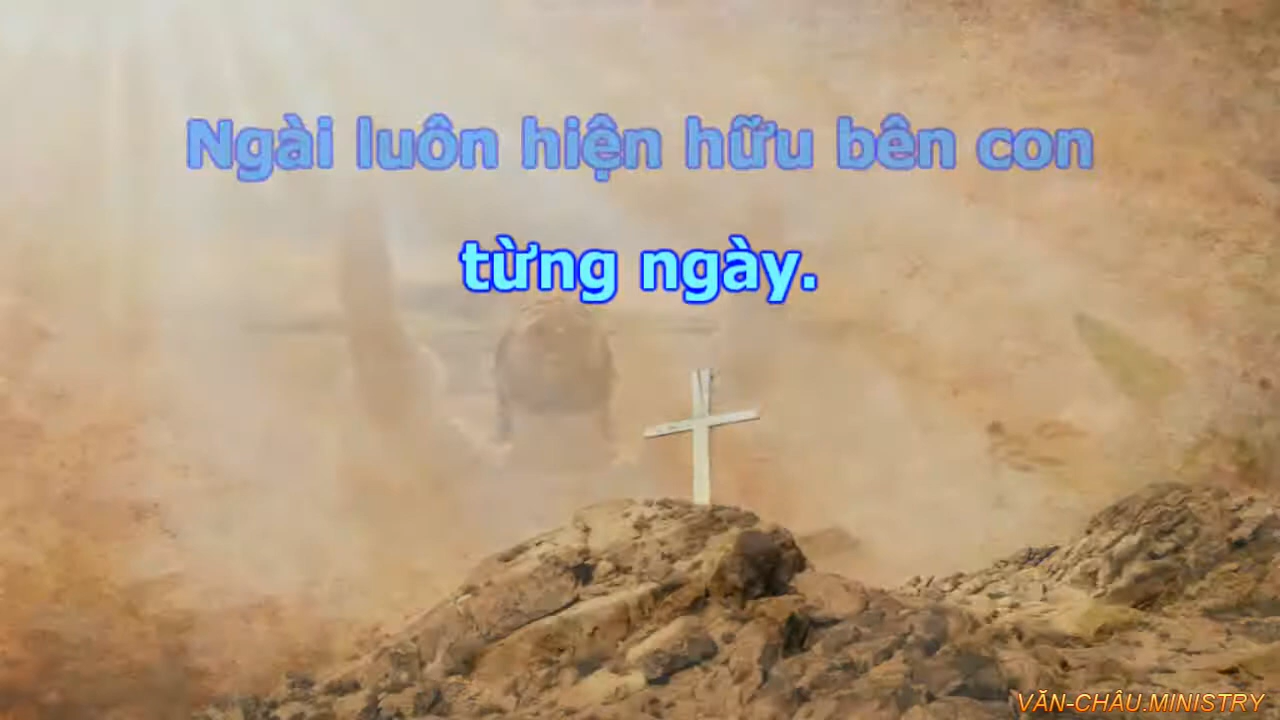 Ngài luôn hiện hữu bên con
từng ngày.
VĂN-CHÂU.MINISTRY